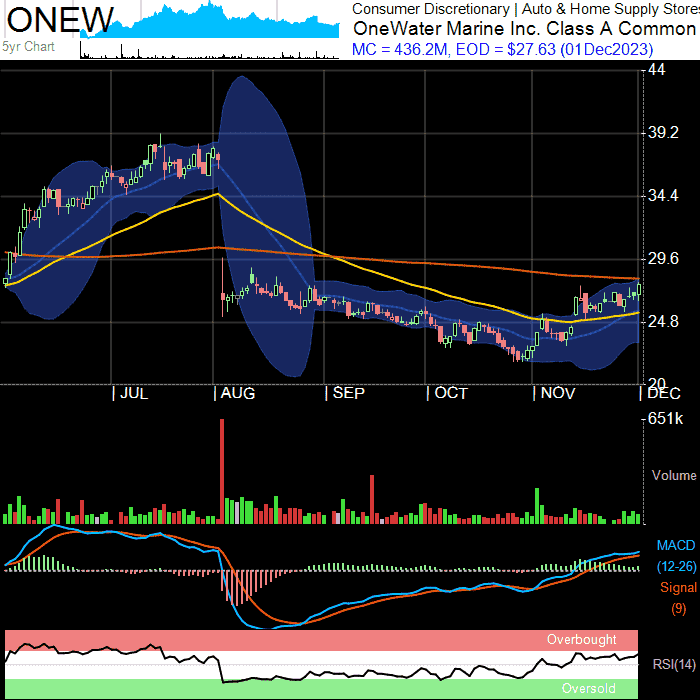 ONEW
5yr Chart
Consumer Discretionary | Auto & Home Supply Stores
OneWater Marine Inc. Class A Common
MC = 436.2M, EOD = $27.63 (01Dec2023)
44
39.2
34.4
29.6
24.8
20
JUL
AUG
SEP
OCT
NOV
DEC
651k
Volume
MACD
(12-26)
Signal
(9)
Overbought
RSI(14)
Oversold